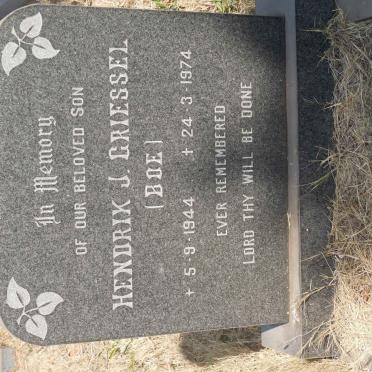 In Memory
OF OUR BELOVED SON
HENDRIK J GRIESSEL
(BOE)
+ 5·9·1944 + 24·3·1974
EVER REMEMBERED
LORD THY WILL BE DONE